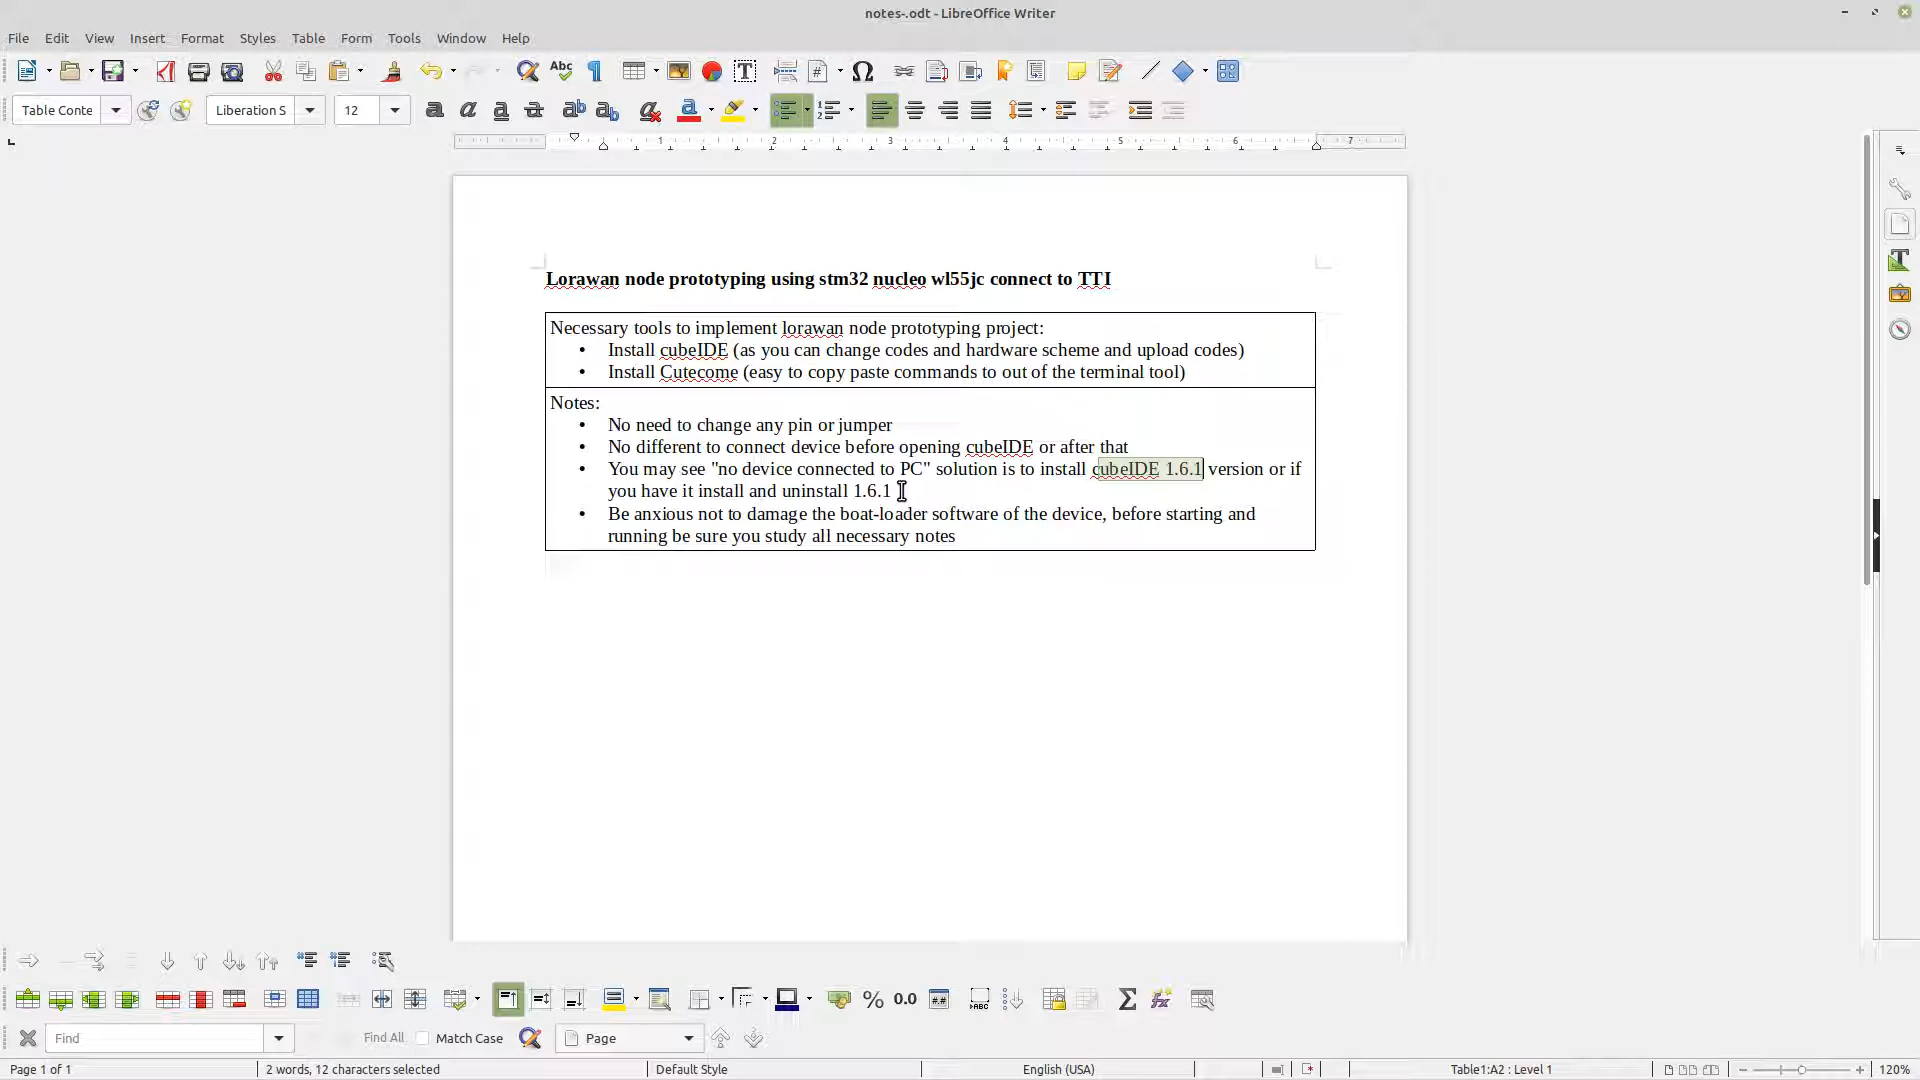 notes-.odt - LibreOffice Writer
File Edit View Insert Format Styles Table Form Tools Window Help
Table Conte Liberation S 12
1 2 3 4 5 6 7
Lorawan node prototyping using stm32 nucleo wl55jc connect to TTI
Necessary tools to implement lorawan node prototyping project:
• Install cubeIDE (as you can change codes and hardware scheme and upload codes)
• Install Cutecome (easy to copy paste commands to out of the terminal tool)
Notes:
• No need to change any pin or jumper
• No different to connect device before opening cubeIDE or after that
• You may see "no device connected to PC" solution is to install cubeIDE 1.6.1 version or if
you have it install and uninstall 1.6.1
• Be anxious not to damage the boat-loader software of the device, before starting and
running be sure you study all necessary notes
Find Find All Match Case Page
Page 1 of 1 2 words, 12 characters selected Default Style English (USA) Table1:A2 : Level 1 120%